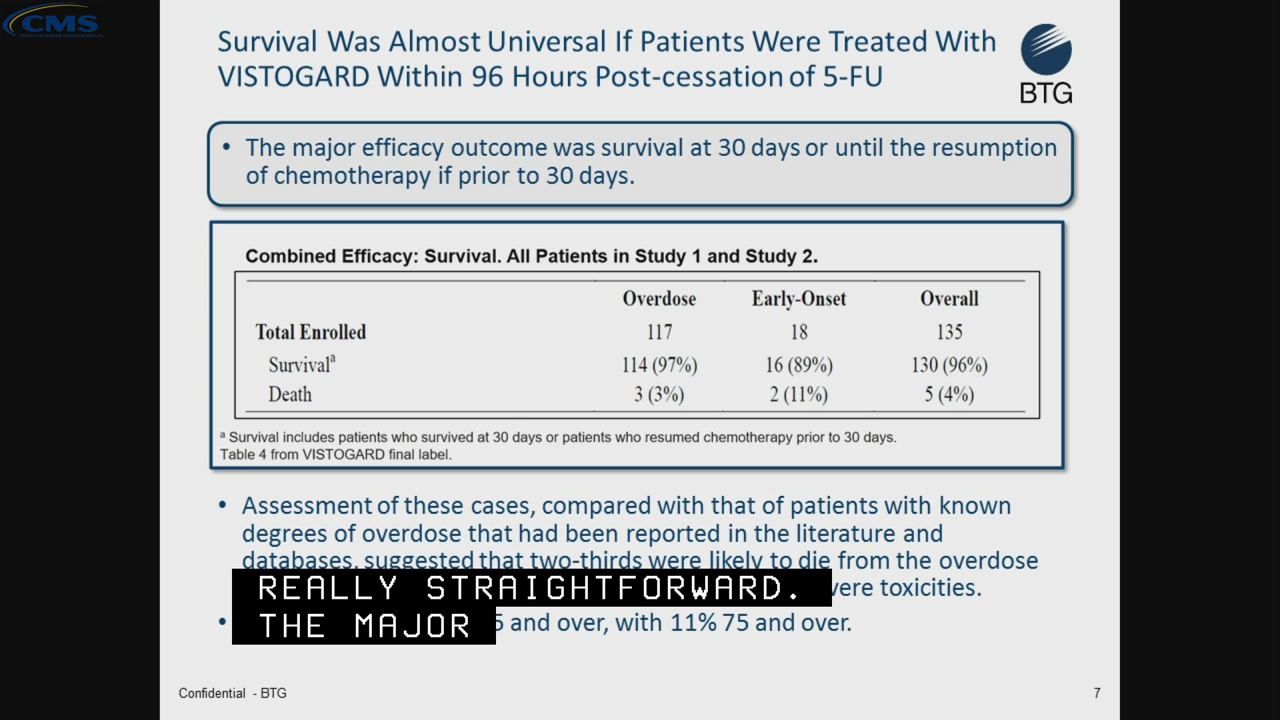 CMS
Survival Was Almost Universal If Patients Were Treated With
VISTOGARD Within 96 Hours Post-cessation of 5-FU
BTG
• The major efficacy outcome was survival at 30 days or until the resumption
of chemotherapy if prior to 30 days.
Combined Efficacy: Survival. All Patients in Study 1 and Study 2.
Overdose Early-Onset Overall
Total Enrolled 117 18 135
Survivalᵃ 114 (97%) 16 (89%) 130 (96%)
Death 3 (3%) 2 (11%) 5 (4%)
ᵃ Survival includes patients who survived at 30 days or patients who resumed chemotherapy prior to 30 days.
Table 4 from VISTOGARD final label.
• Assessment of these cases, compared with that of patients with known
degrees of overdose that had been reported in the literature and
databases, suggested that two-thirds were likely to die from the overdose
toxicities.
• and over, with 11% 75 and over.
REALLY STRAIGHTFORWARD.
THE MAJOR
Confidential - BTG
7